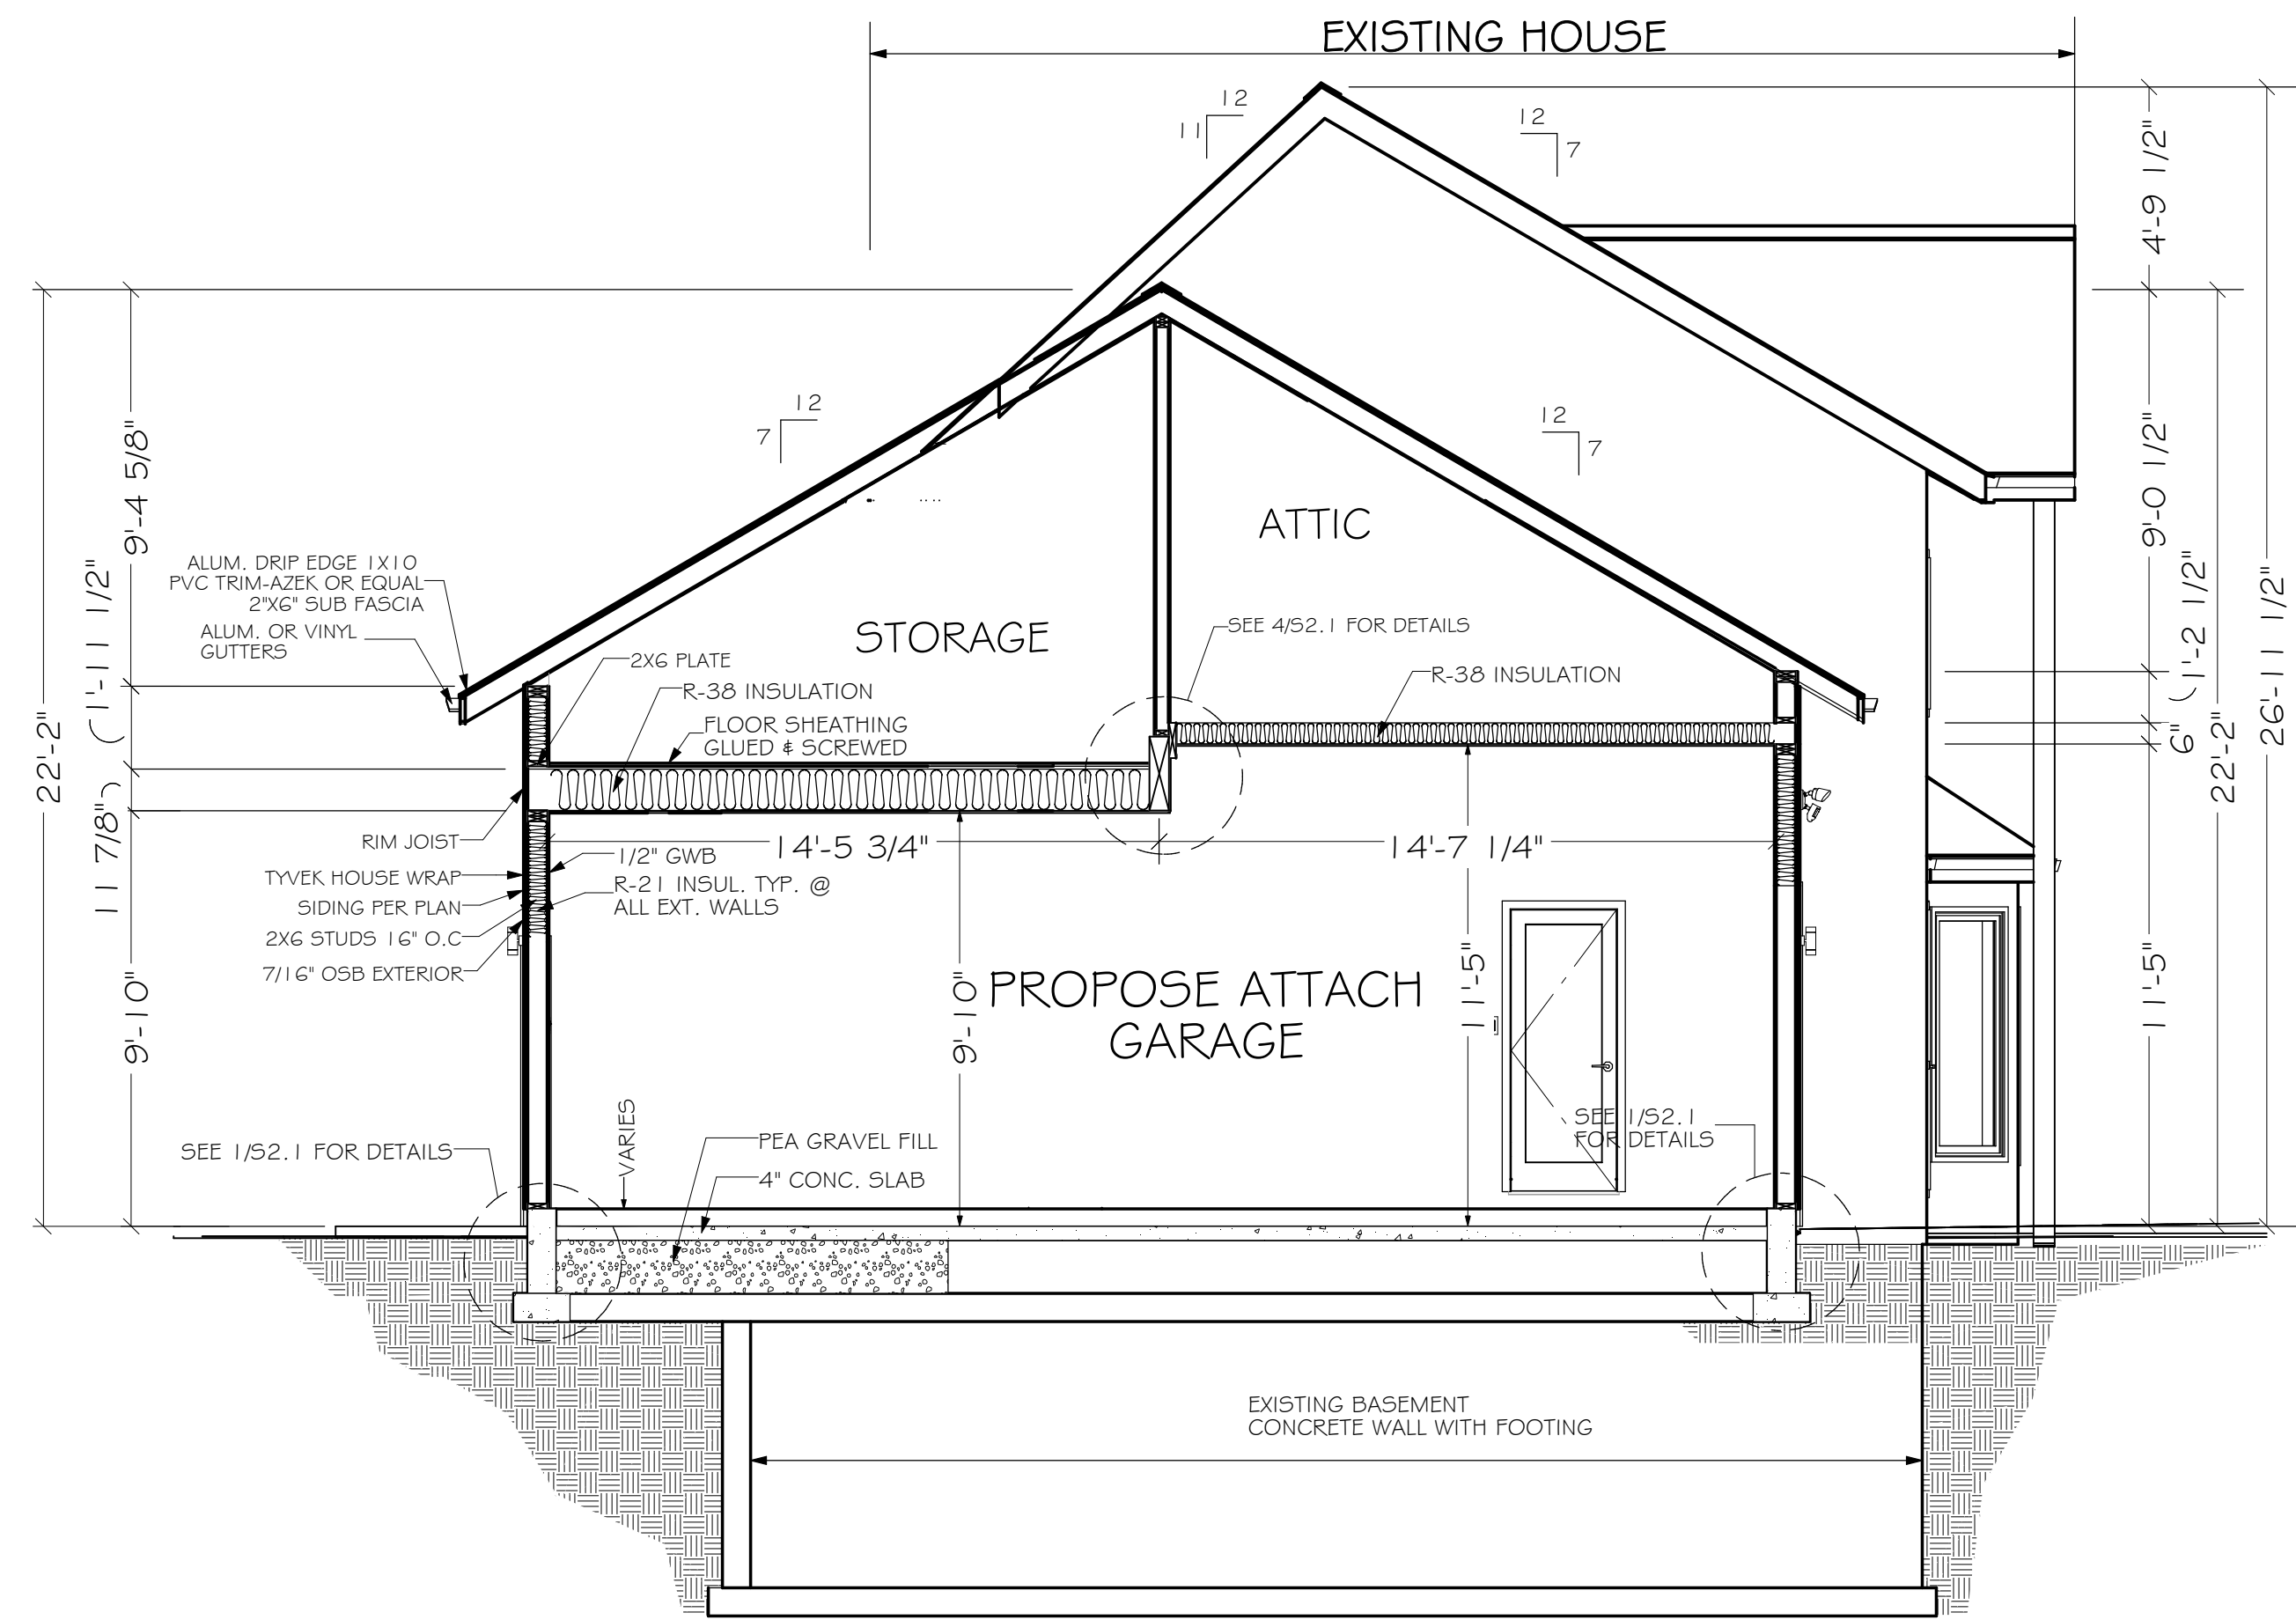 EXISTING HOUSE
12
11
12
7
4'-9 1/2"
12
7
12
7
9'-4 5/8"
9'-0 1/2"
ATTIC
ALUM. DRIP EDGE 1X10
PVC TRIM-AZEK OR EQUAL
2"X6" SUB FASCIA
ALUM. OR VINYL
GUTTERS
1'-11 1/2"
22'-2"
11 7/8"
STORAGE
SEE 4/S2.1 FOR DETAILS
2X6 PLATE
R-38 INSULATION
R-38 INSULATION
FLOOR SHEATHING
GLUED & SCREWED
1'-2 1/2"
6"
22'-2"
26'-11 1/2"
RIM JOIST
14'-5 3/4"
14'-7 1/4"
1/2" GWB
TYVEK HOUSE WRAP
R-21 INSUL. TYP. @
ALL EXT. WALLS
SIDING PER PLAN
2X6 STUDS 16" O.C
7/16" OSB EXTERIOR
9'-10"
9'-10"
PROPOSE ATTACH
GARAGE
11'-5"
11'-5"
VARIES
SEE 1/S2.1
FOR DETAILS
SEE 1/S2.1 FOR DETAILS
PEA GRAVEL FILL
4" CONC. SLAB
EXISTING BASEMENT
CONCRETE WALL WITH FOOTING